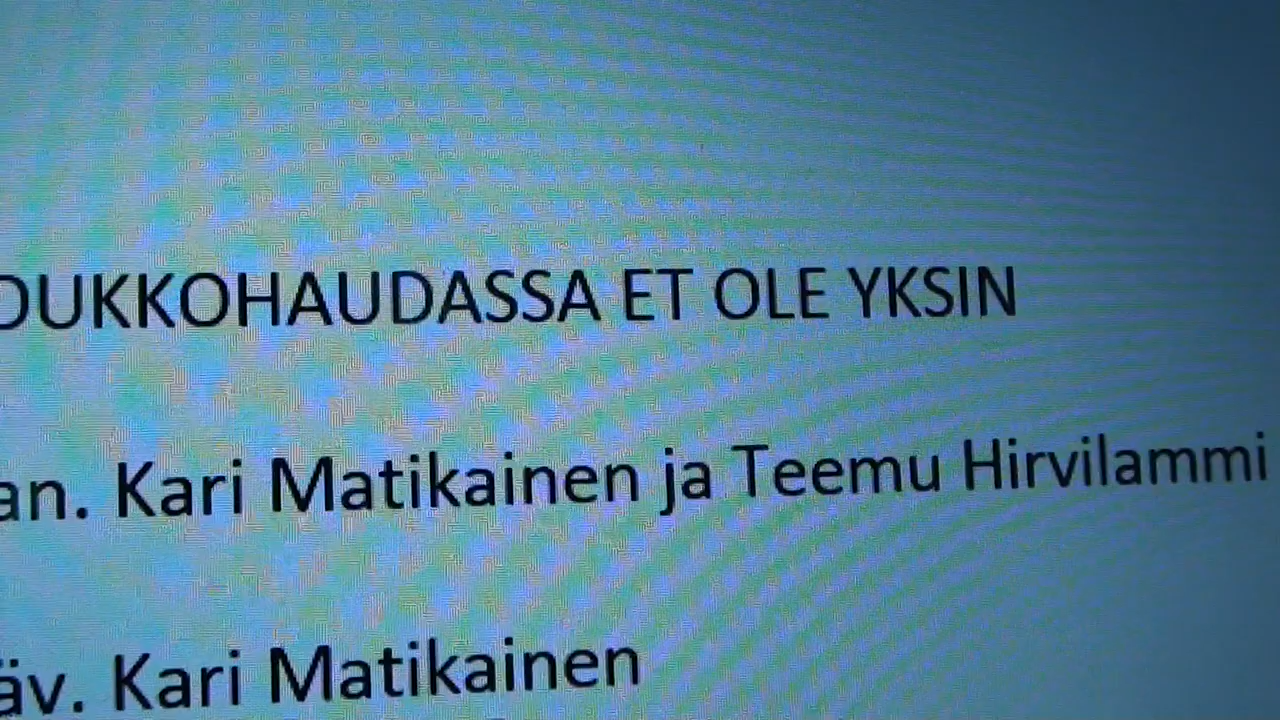 OUKKOHAUDASSA ET OLE YKSIN
an. Kari Matikainen ja Teemu Hirvilammi
äv. Kari Matikainen